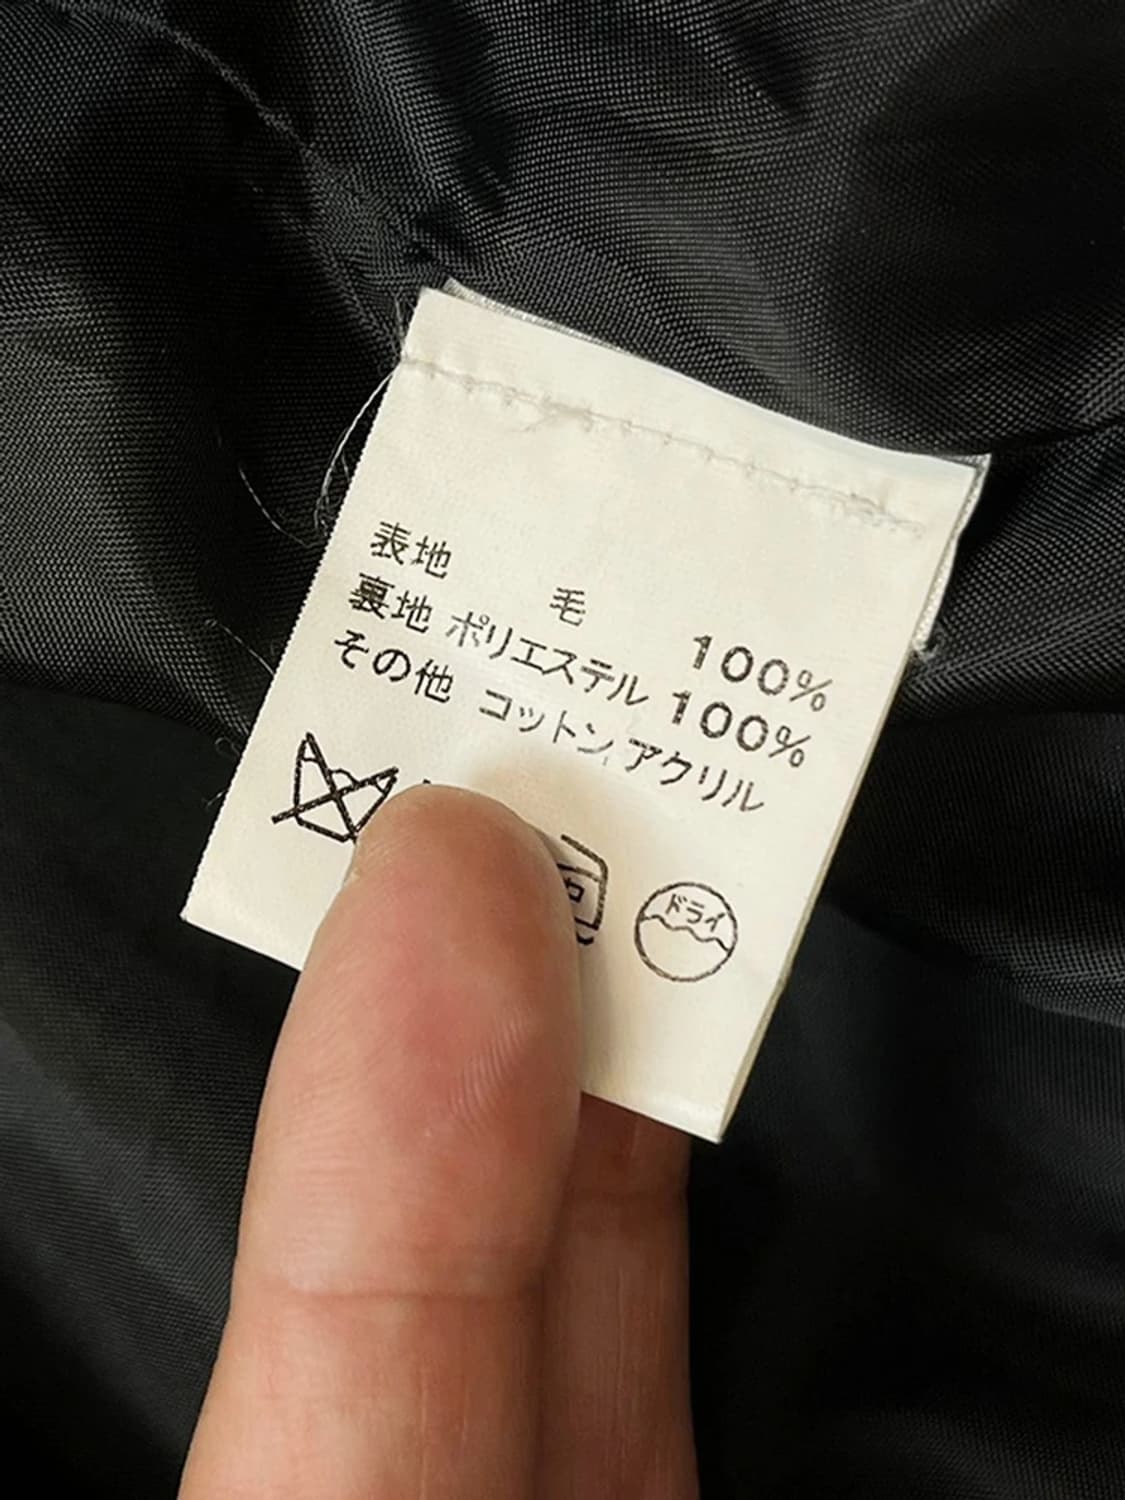 表地 毛 100%
裏地 ポリエステル 100%
その他 コットン,アクリル
ドライ